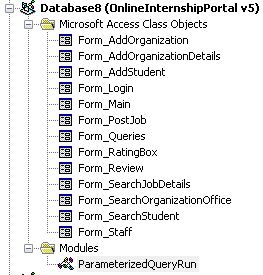 Database8 (OnlineInternshipPortal v5)
Microsoft Access Class Objects
Form_AddOrganization
Form_AddOrganizationDetails
Form_AddStudent
Form_Login
Form_Main
Form_PostJob
Form_Queries
Form_RatingBox
Form_Review
Form_SearchJobDetails
Form_SearchOrganizationOffice
Form_SearchStudent
Form_Staff
Modules
ParameterizedQueryRun